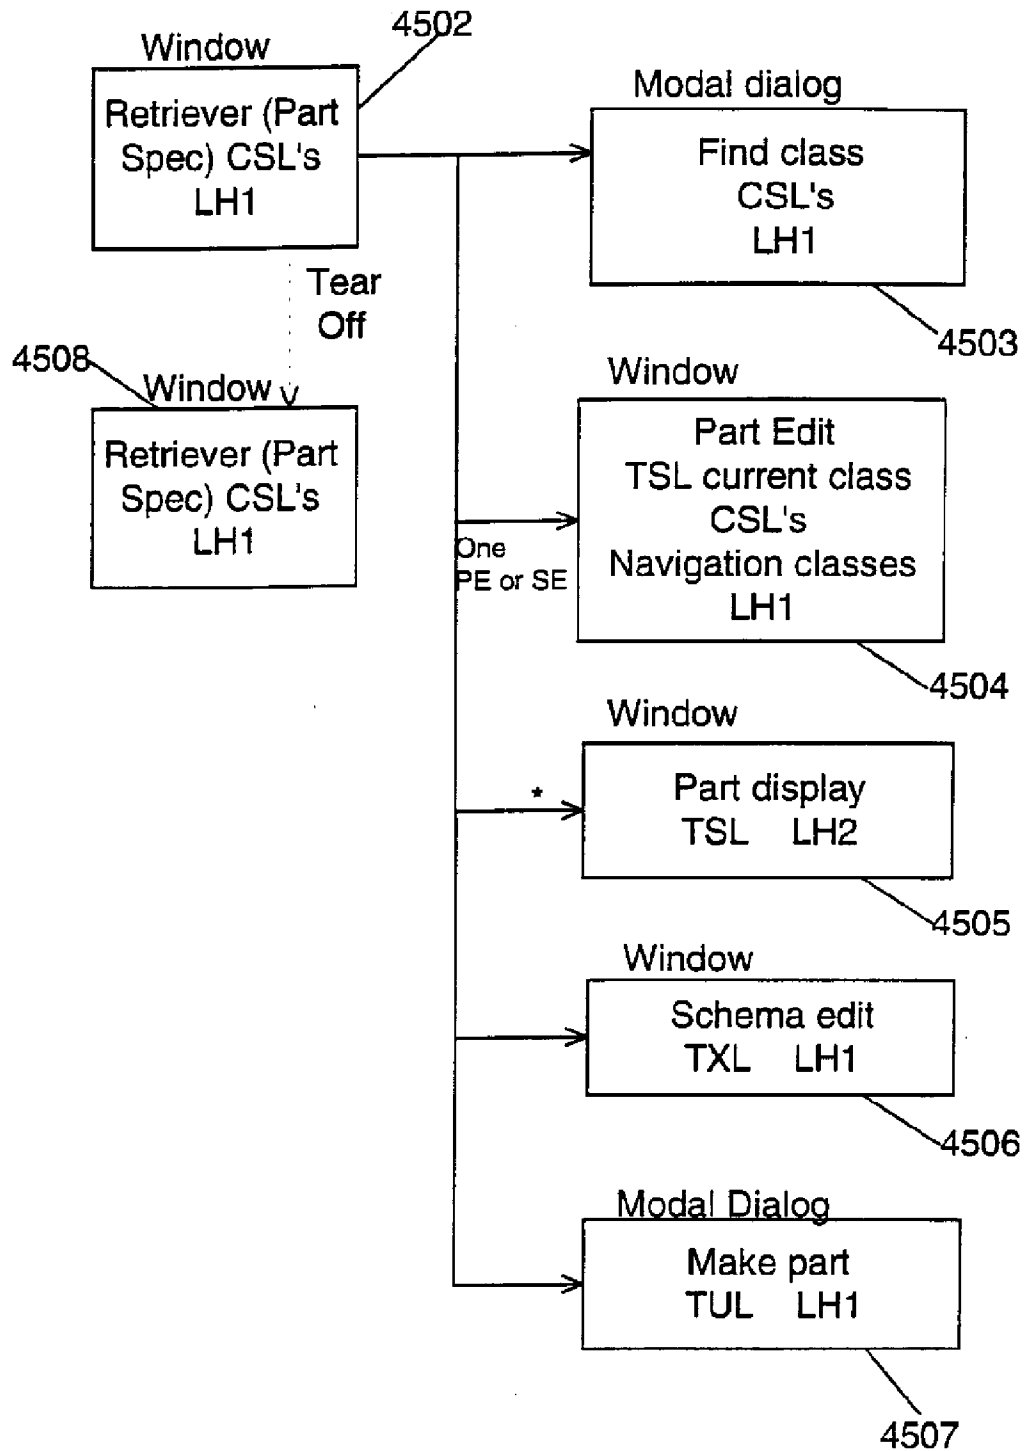 4502
Window
Retriever (Part
Spec) CSL's
LH1
Modal dialog
Find class
CSL's
LH1
4503
Tear
Off
4508
Window
Retriever (Part
Spec) CSL's
LH1
Window
Part Edit
TSL current class
CSL's
Navigation classes
LH1
One
PE or SE
4504
Window
*
Part display
TSL LH2
4505
Window
Schema edit
TXL LH1
4506
Modal Dialog
Make part
TUL LH1
4507